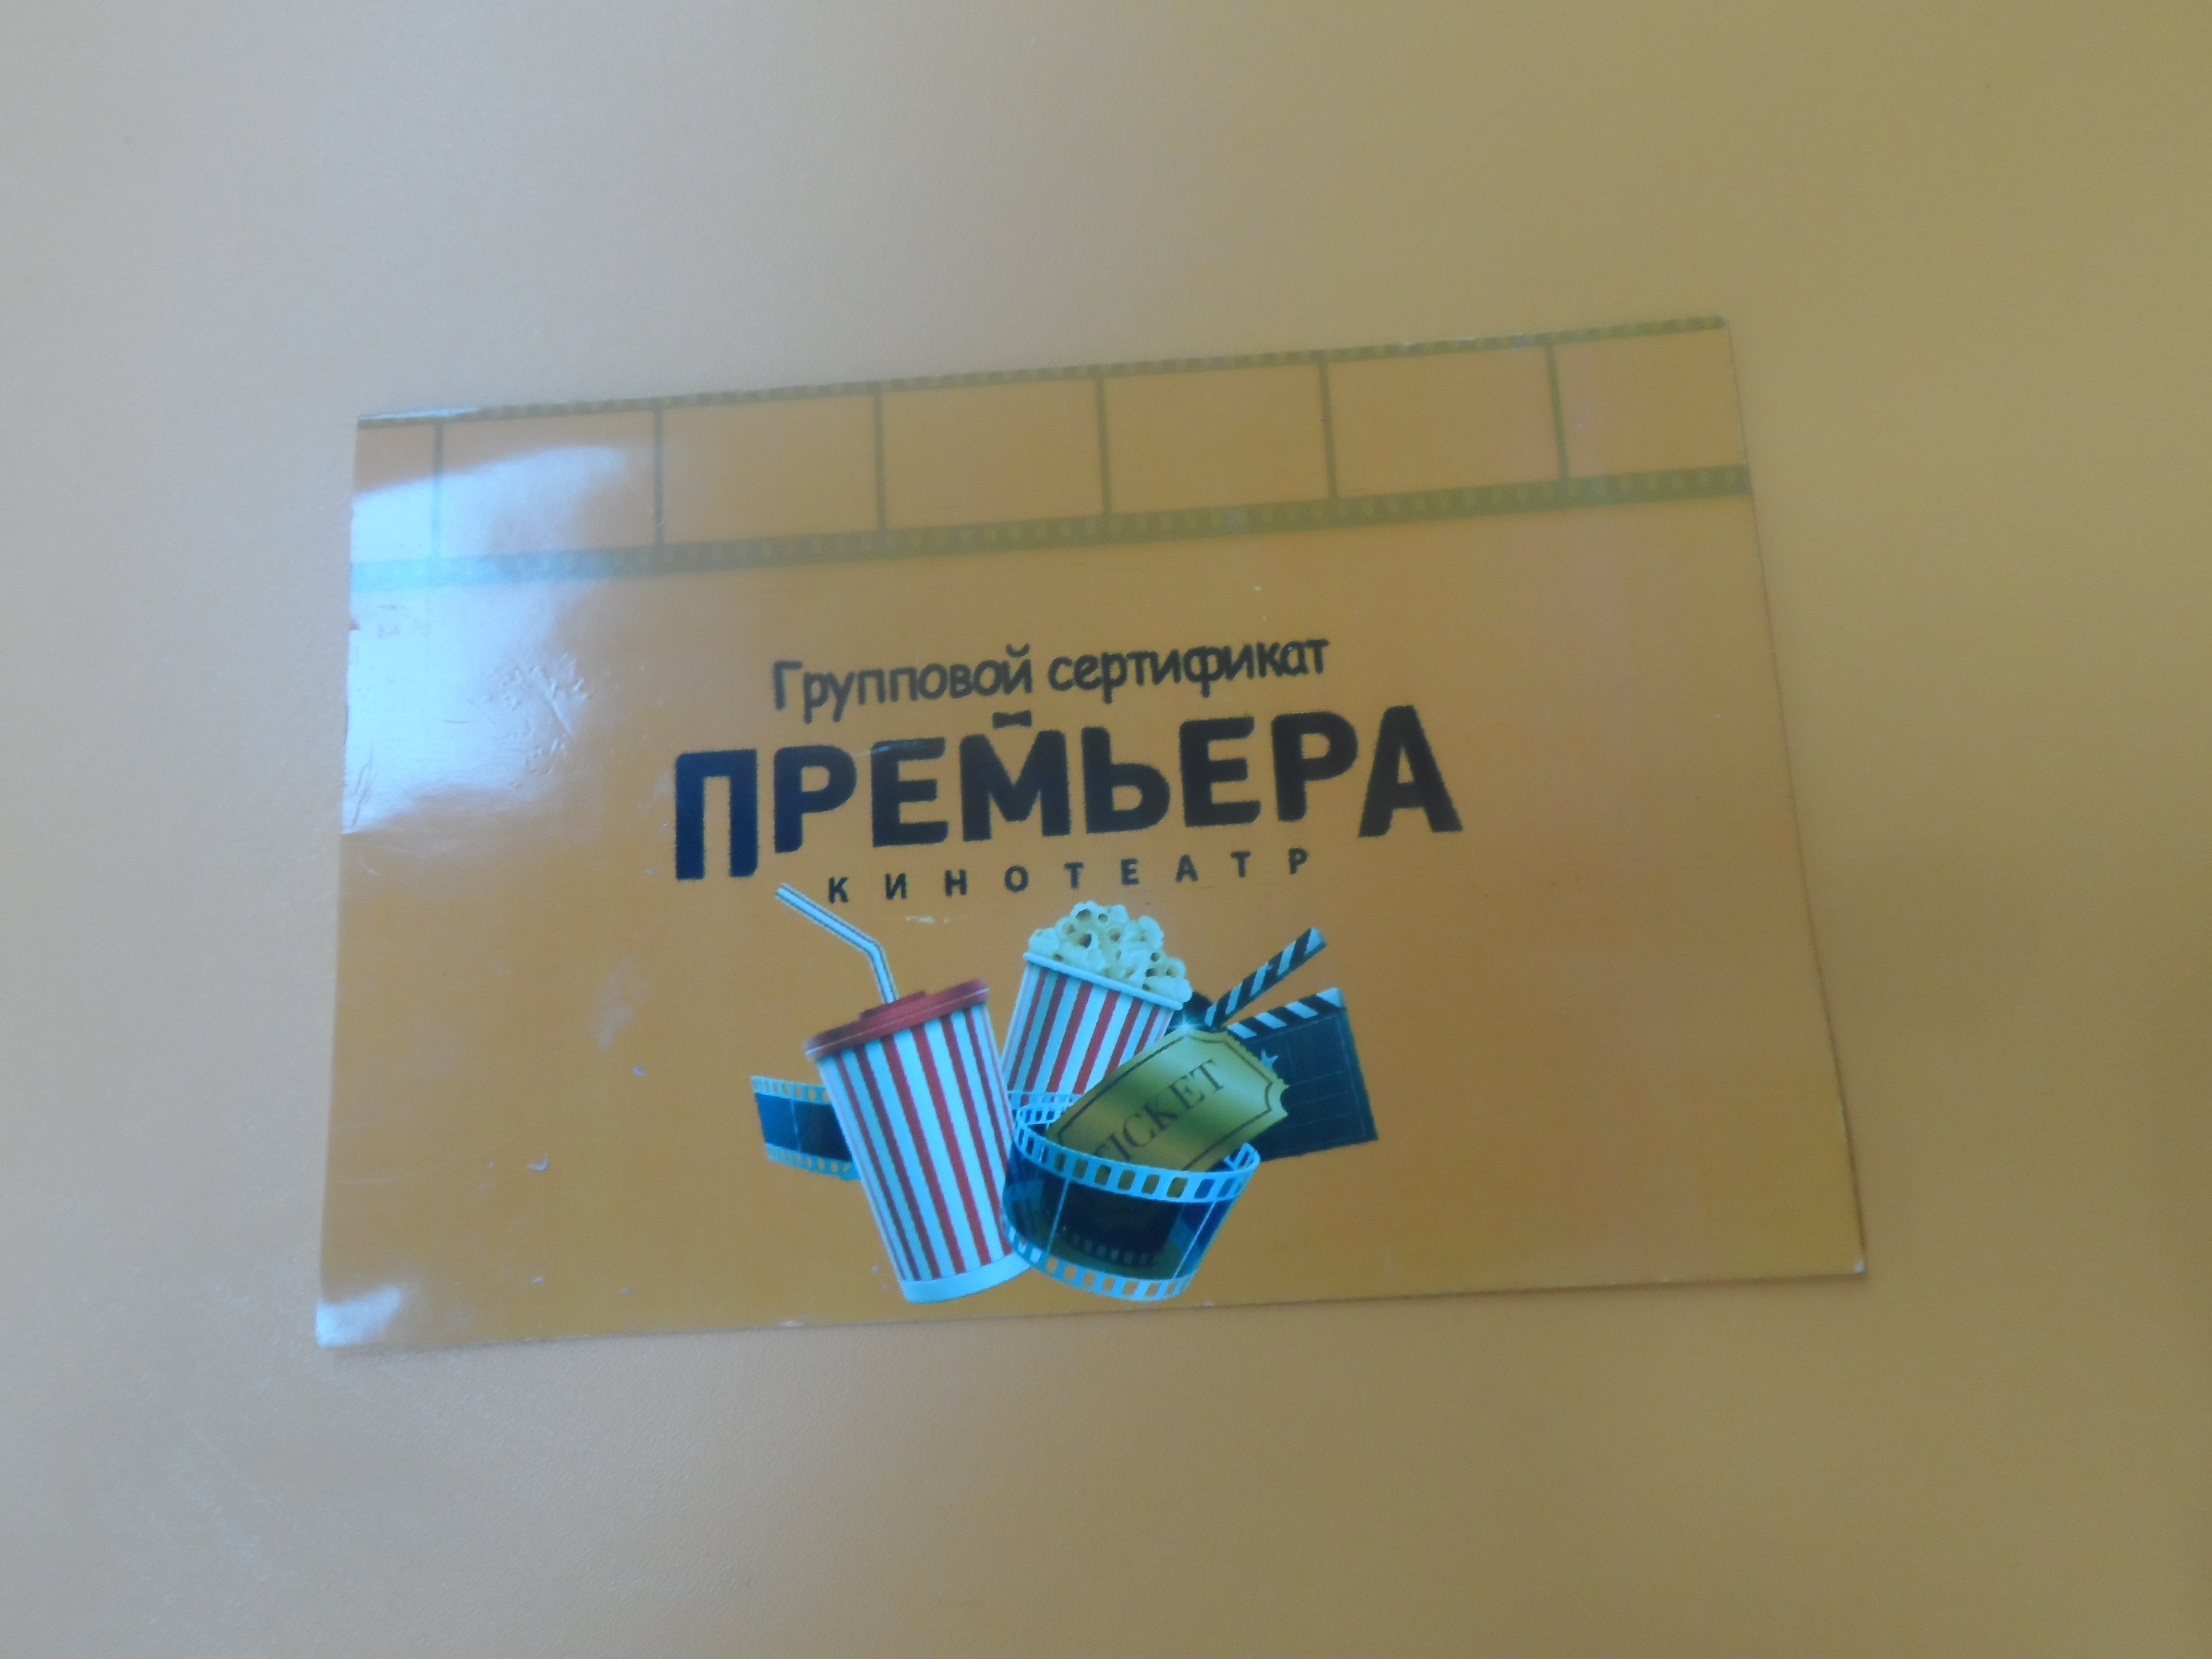 Групповой сертификат
ПРЕМЬЕРА
КИНОТЕАТР
TICKET